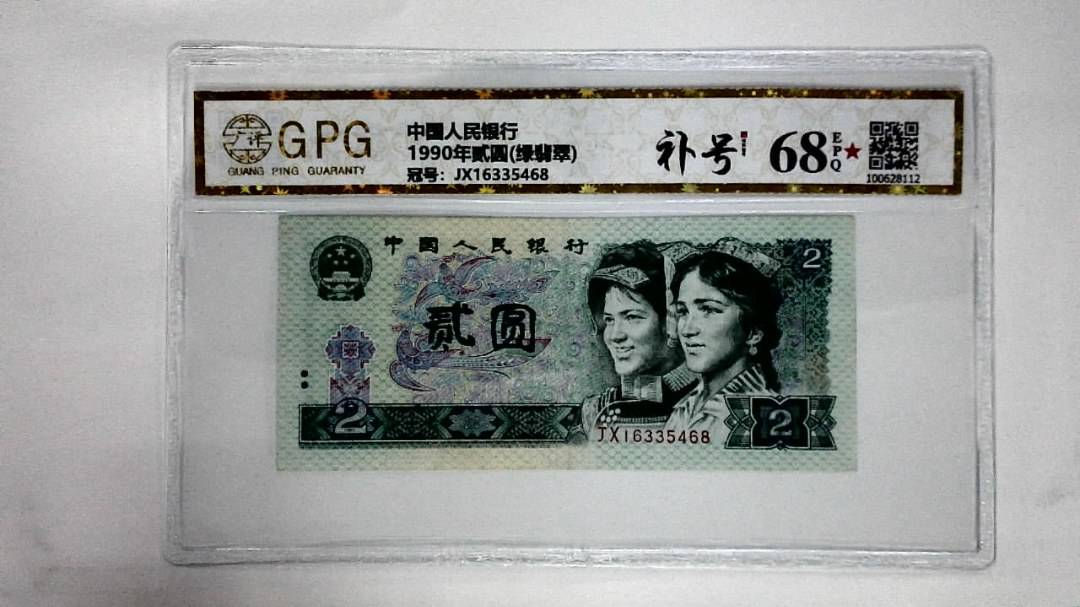 广评
GPG
GUANG PING GUARANTY
中国人民银行
1990年贰圆(绿翡翠)
冠号: JX16335468
补号
68
EPQ
100628112
中国人民银行
2
贰圆
2
JX16335468
2